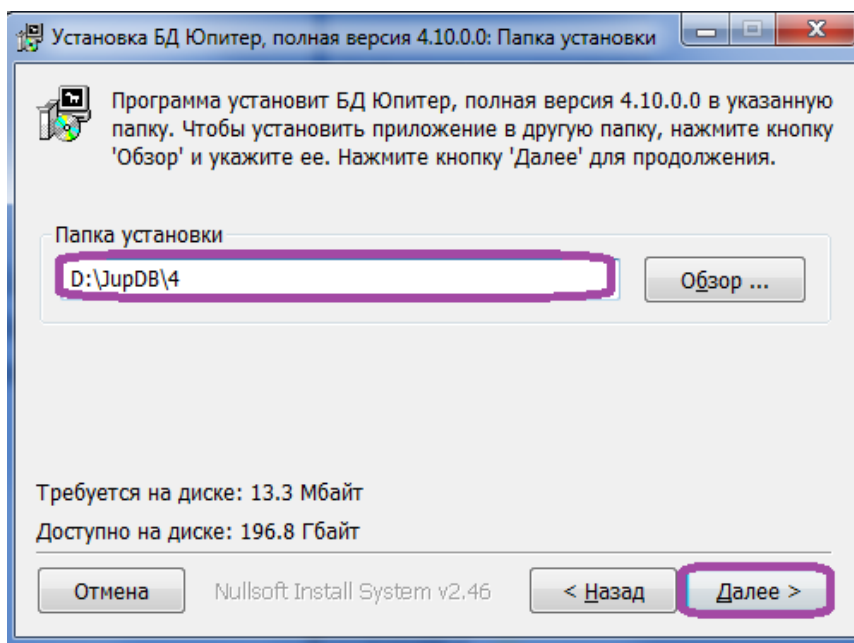 Установка БД Юпитер, полная версия 4.10.0.0: Папка установки
Программа установит БД Юпитер, полная версия 4.10.0.0 в указанную
папку. Чтобы установить приложение в другую папку, нажмите кнопку
'Обзор' и укажите ее. Нажмите кнопку 'Далее' для продолжения.
Папка установки
D:\JupDB\4
Обзор ...
Требуется на диске: 13.3 Мбайт
Доступно на диске: 196.8 Гбайт
Отмена
Nullsoft Install System v2.46
< Назад
Далее >